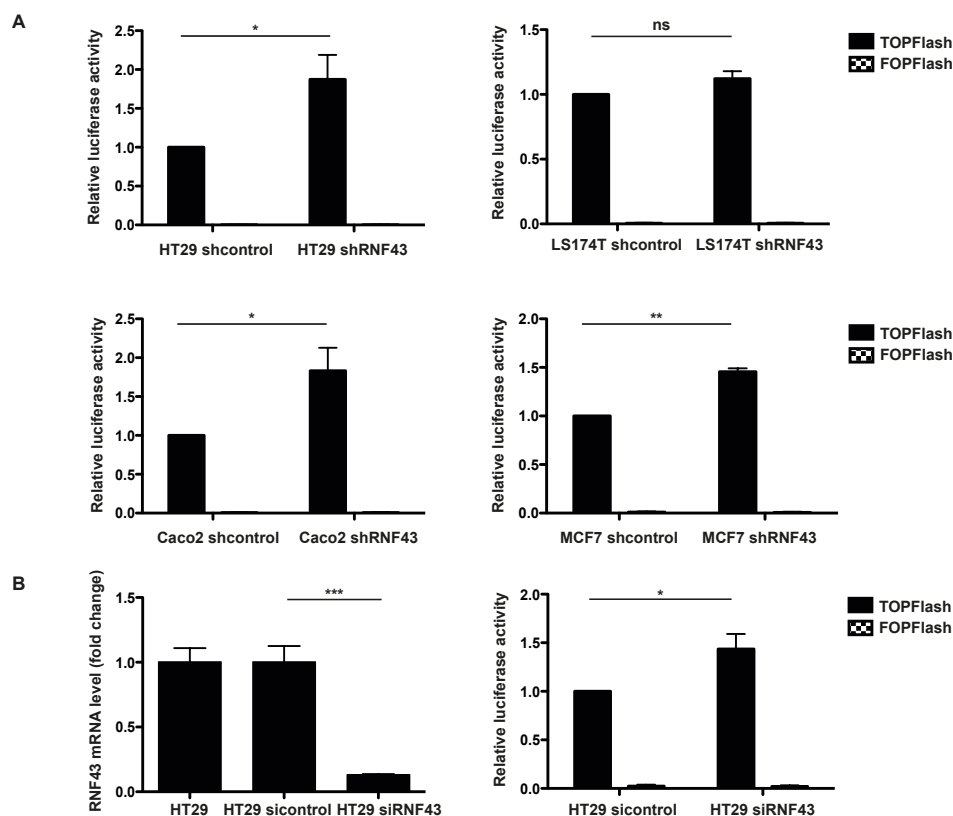 A
Relative luciferase activity
2.5
2.0
1.5
1.0
0.5
0.0
*
HT29 shcontrol HT29 shRNF43
Relative luciferase activity
1.5
1.0
0.5
0.0
ns
LS174T shcontrol LS174T shRNF43
TOPFlash
FOPFlash
Relative luciferase activity
2.5
2.0
1.5
1.0
0.5
0.0
*
Caco2 shcontrol Caco2 shRNF43
Relative luciferase activity
2.0
1.5
1.0
0.5
0.0
**
MCF7 shcontrol MCF7 shRNF43
TOPFlash
FOPFlash
B
RNF43 mRNA level (fold change)
1.5
1.0
0.5
0.0
***
HT29 HT29 sicontrol HT29 siRNF43
Relative luciferase activity
2.0
1.5
1.0
0.5
0.0
*
HT29 sicontrol HT29 siRNF43
TOPFlash
FOPFlash